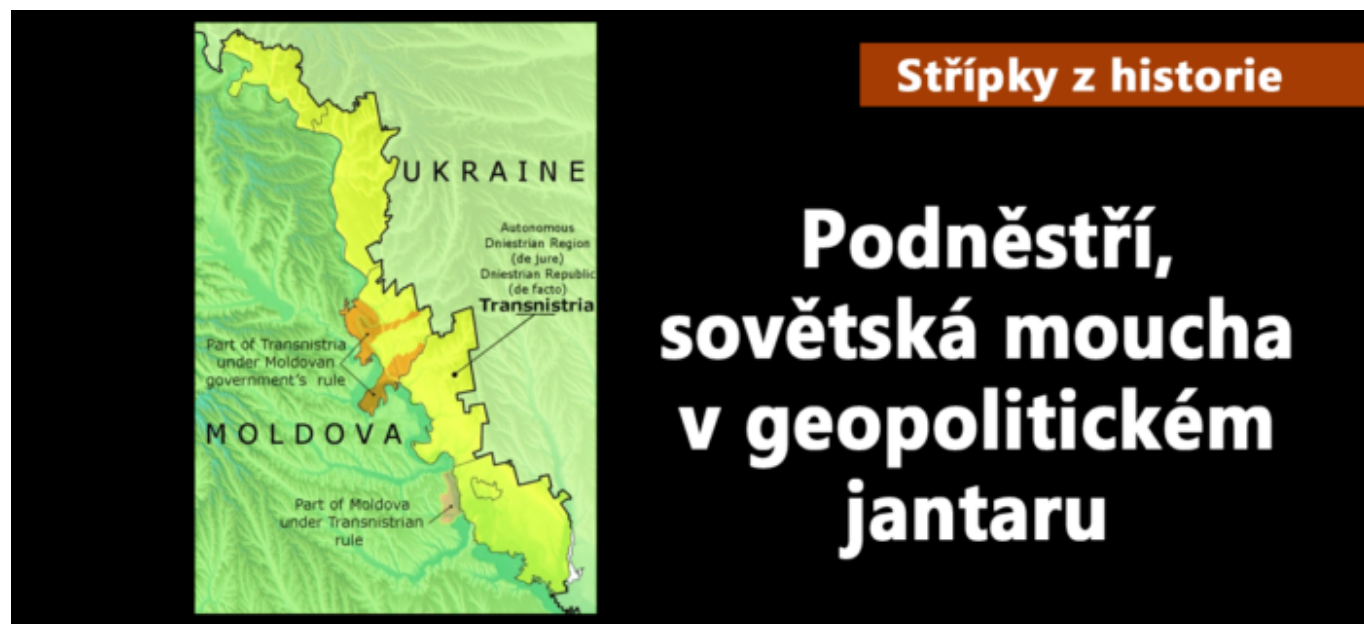 Střípky z historie
Podněstří,
sovětská moucha
v geopolitickém
jantaru
UKRAINE
Autonomous
Dniestrian Region
(de jure)
Dniestrian Republic
(de facto)
Transnistria
Part of Transnistria
under Moldovan
government's rule
MOLDOVA
Part of Moldova
under Transnistrian
rule